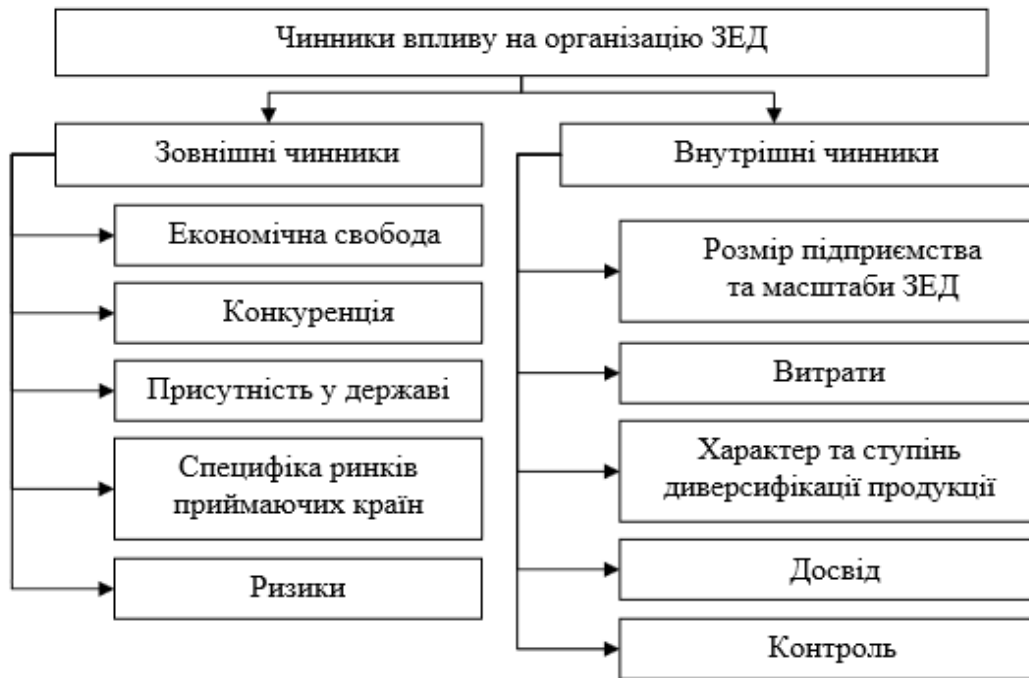 Чинники впливу на організацію ЗЕД
Зовнішні чинники
Економічна свобода
Конкуренція
Присутність у державі
Специфіка ринків
приймаючих країн
Ризики
Внутрішні чинники
Розмір підприємства
та масштаби ЗЕД
Витрати
Характер та ступінь
диверсифікації продукції
Досвід
Контроль